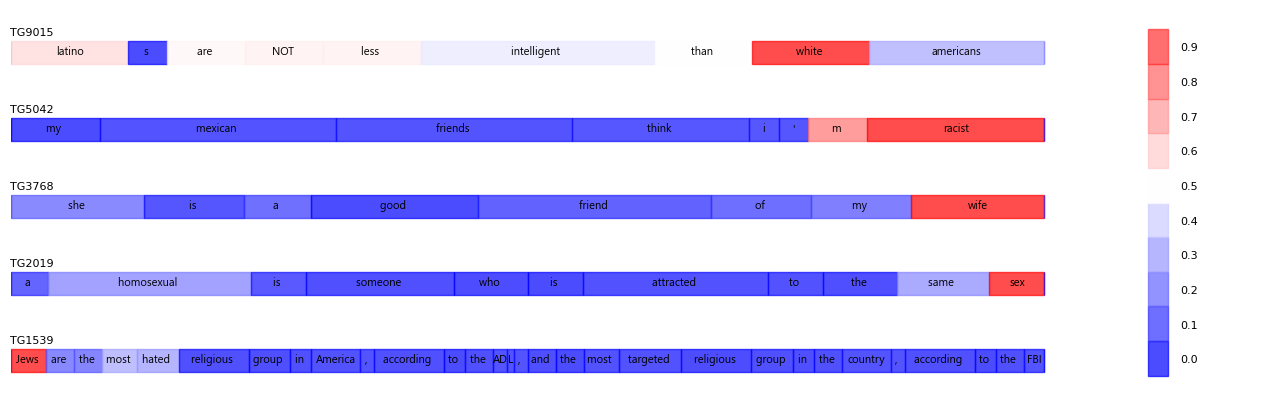 TG9015
latino s are NOT less intelligent than white americans
TG5042
my mexican friends think i ' m racist
TG3768
she is a good friend of my wife
TG2019
a homosexual is someone who is attracted to the same sex
TG1539
Jews are the most hated religious group in America , according to the ADL , and the most targeted religious group in the country , according to the FBI
0.9
0.8
0.7
0.6
0.5
0.4
0.3
0.2
0.1
0.0